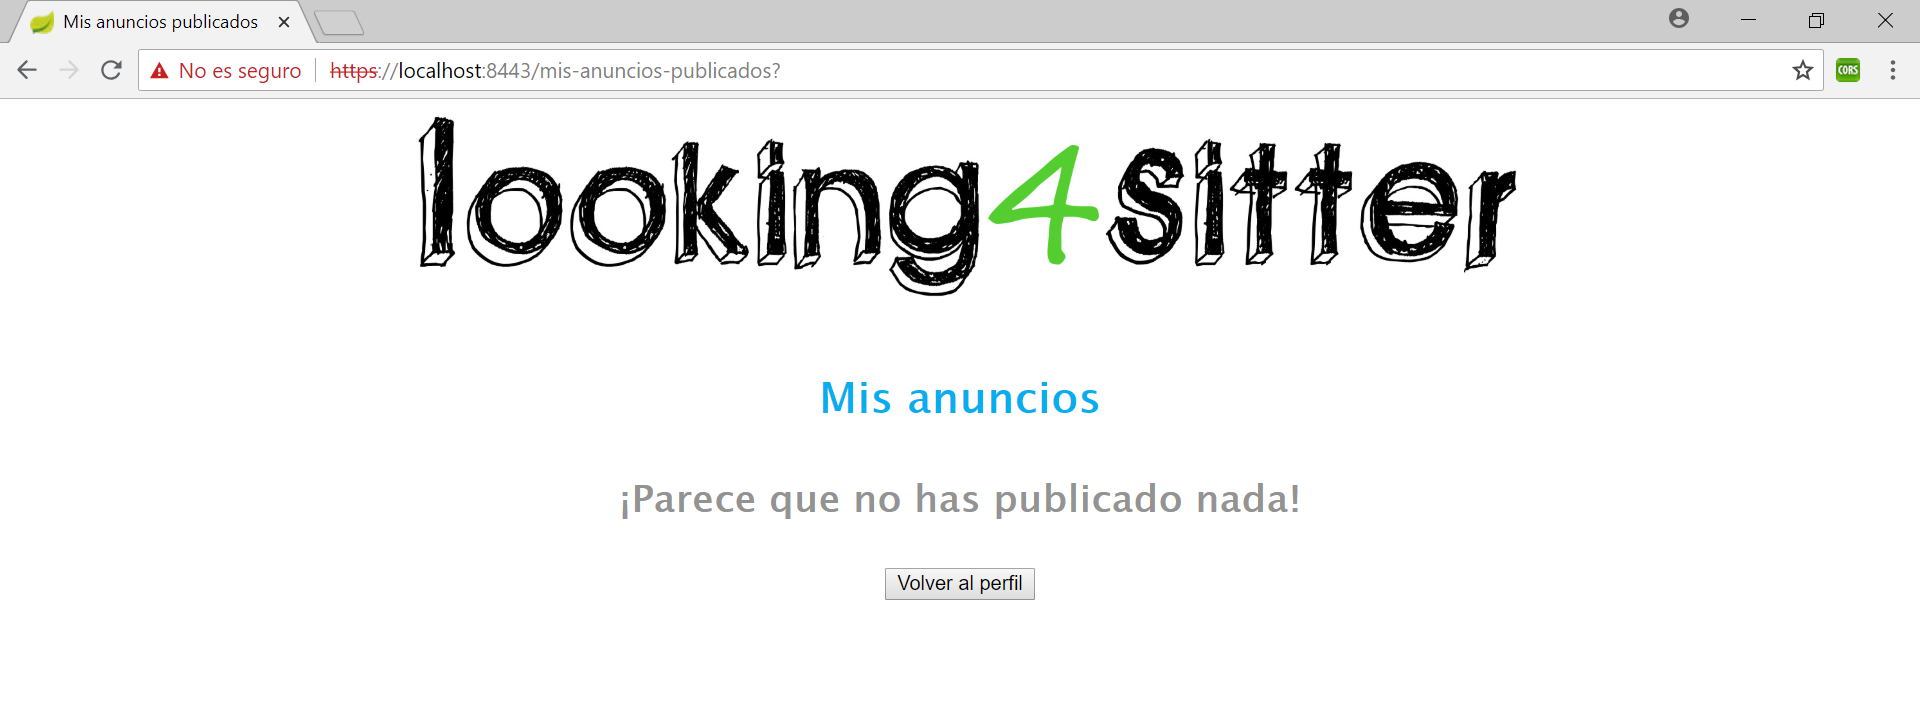 Mis anuncios publicados
No es seguro https://localhost:8443/mis-anuncios-publicados?
CORS
looking4sitter
Mis anuncios
¡Parece que no has publicado nada!
Volver al perfil